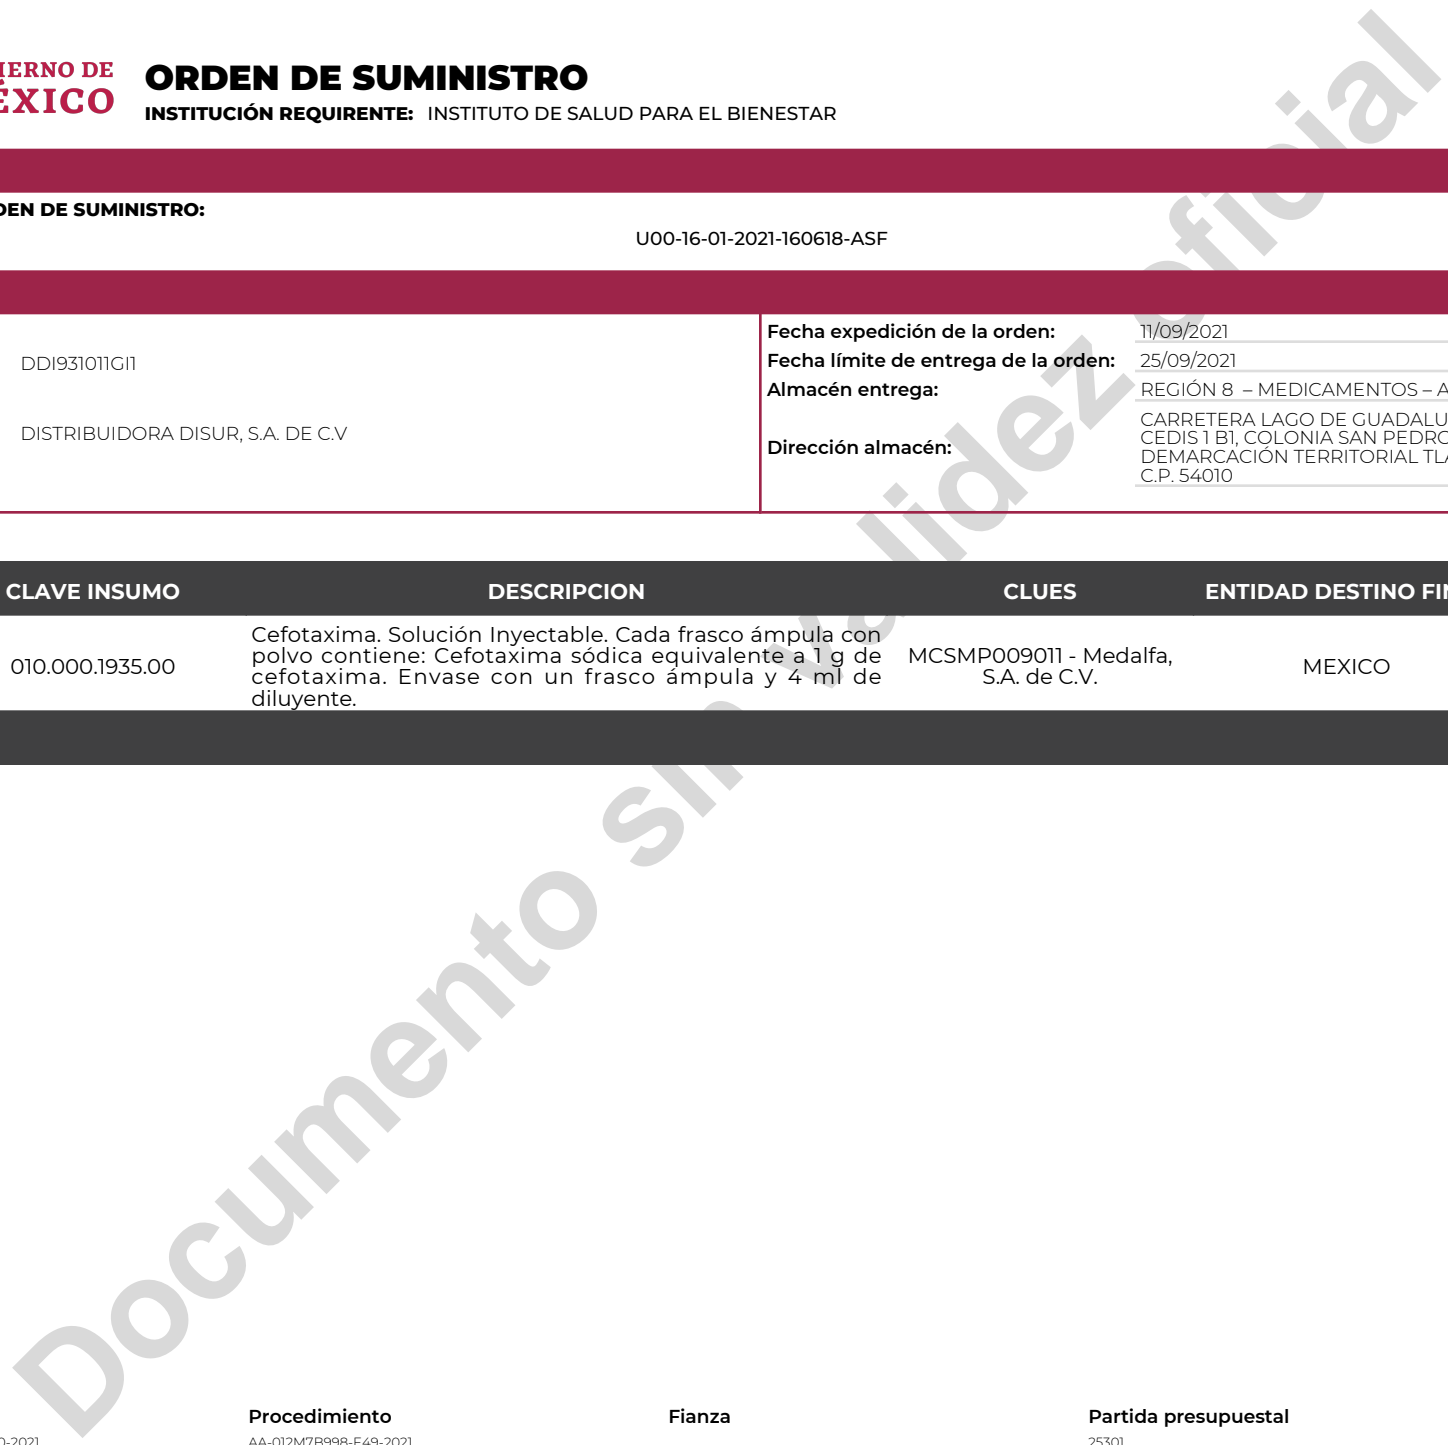 ORDEN DE SUMINISTRO
INSTITUCIÓN REQUIRENTE: INSTITUTO DE SALUD PARA EL BIENESTAR
IERNO DE
ÉXICO
DEN DE SUMINISTRO:
U00-16-01-2021-160618-ASF
DDI931011GI1
DISTRIBUIDORA DISUR, S.A. DE C.V
Fecha expedición de la orden: 11/09/2021
Fecha límite de entrega de la orden: 25/09/2021
Almacén entrega: REGIÓN 8 – MEDICAMENTOS – A
Dirección almacén:
CARRETERA LAGO DE GUADALU
CEDIS 1 B1, COLONIA SAN PEDRO
DEMARCACIÓN TERRITORIAL TLA
C.P. 54010
CLAVE INSUMO DESCRIPCION CLUES ENTIDAD DESTINO FIN
010.000.1935.00
Cefotaxima. Solución Inyectable. Cada frasco ámpula con
polvo contiene: Cefotaxima sódica equivalente a 1 g de
cefotaxima. Envase con un frasco ámpula y 4 ml de
diluyente.
MCSMP009011 - Medalfa,
S.A. de C.V.
MEXICO
Documento sin validez oficial
Procedimiento Fianza Partida presupuestal
0-2021 AA-012M7B998-E49-2021 25301